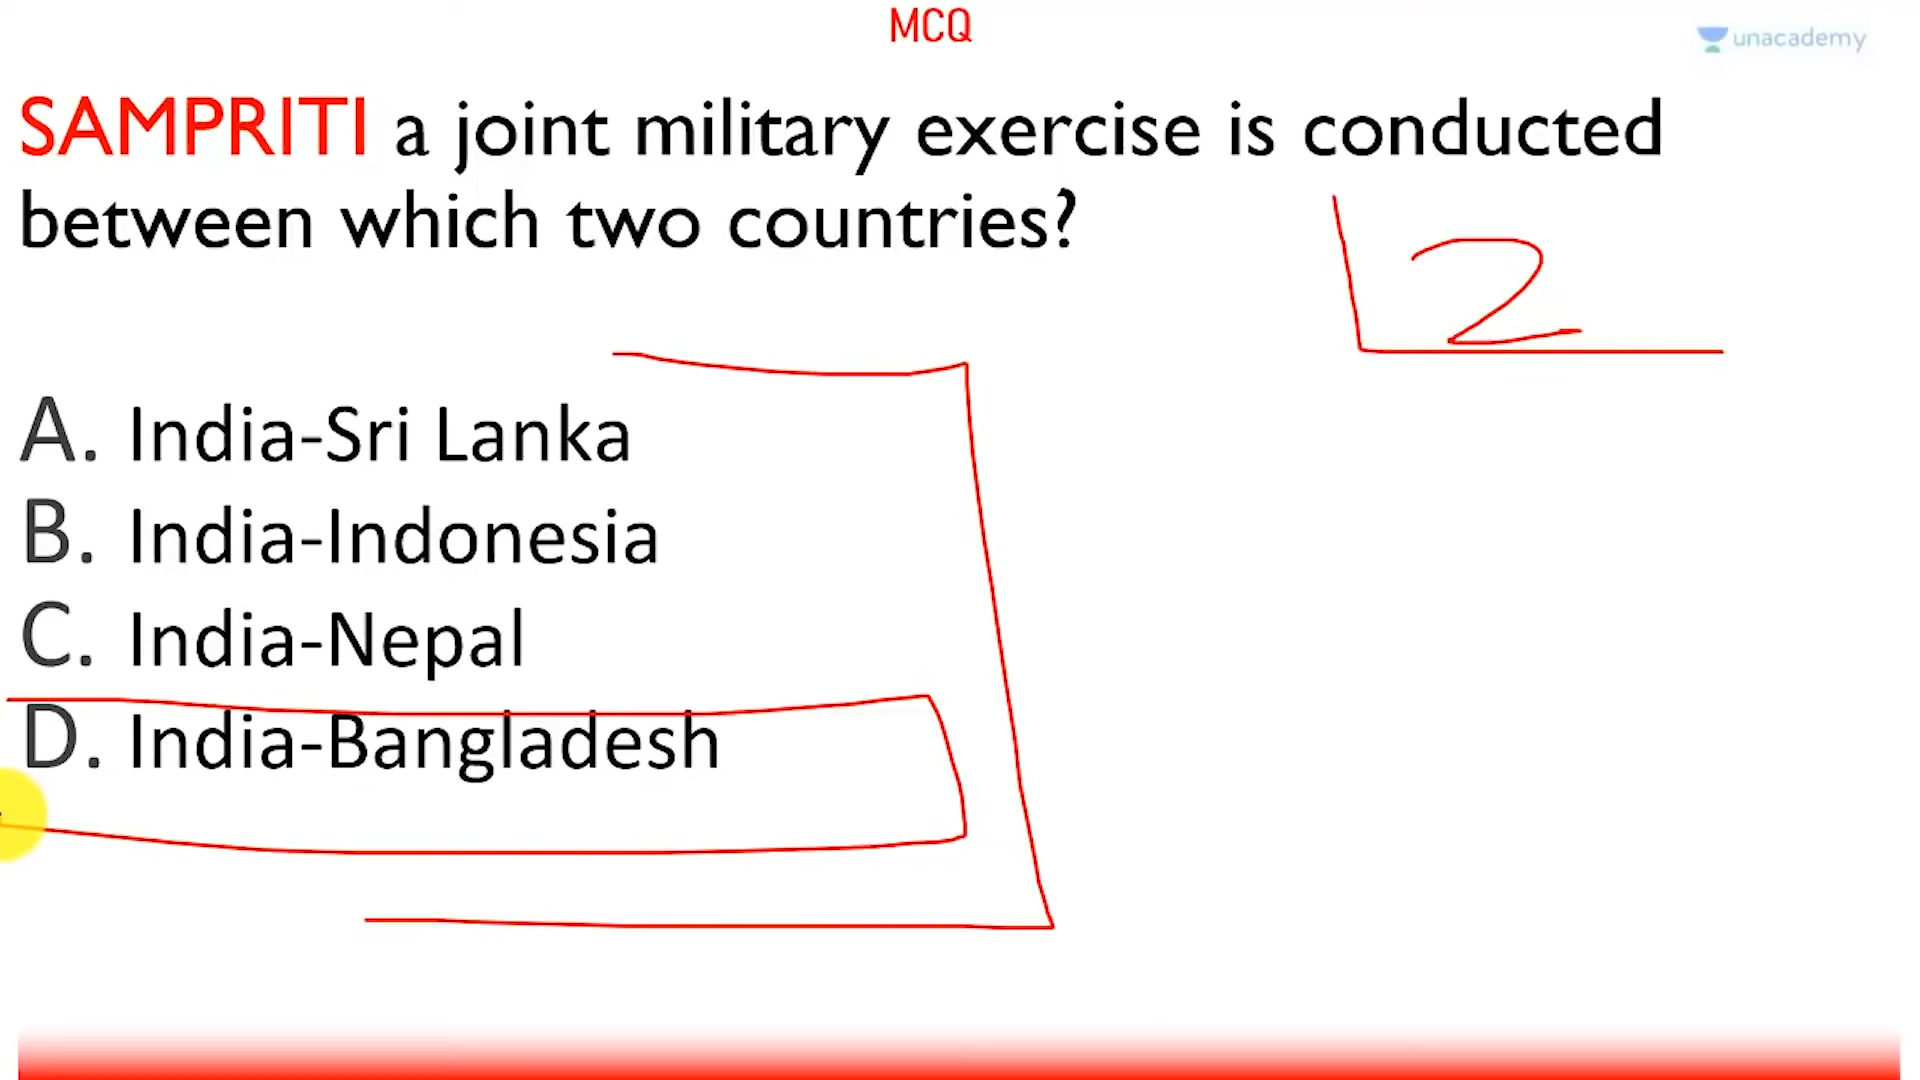 MCQ
unacademy
SAMPRITI a joint military exercise is conducted
between which two countries?
2
A. India-Sri Lanka
B. India-Indonesia
C. India-Nepal
D. India-Bangladesh